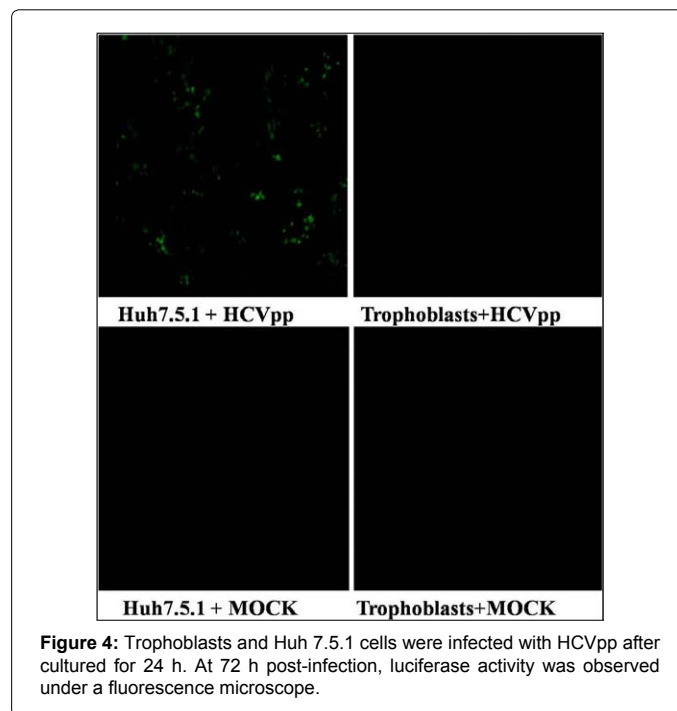 Huh7.5.1 + HCVpp
Trophoblasts+HCVpp
Huh7.5.1 + MOCK
Trophoblasts+MOCK
Figure 4: Trophoblasts and Huh 7.5.1 cells were infected with HCVpp after
cultured for 24 h. At 72 h post-infection, luciferase activity was observed
under a fluorescence microscope.